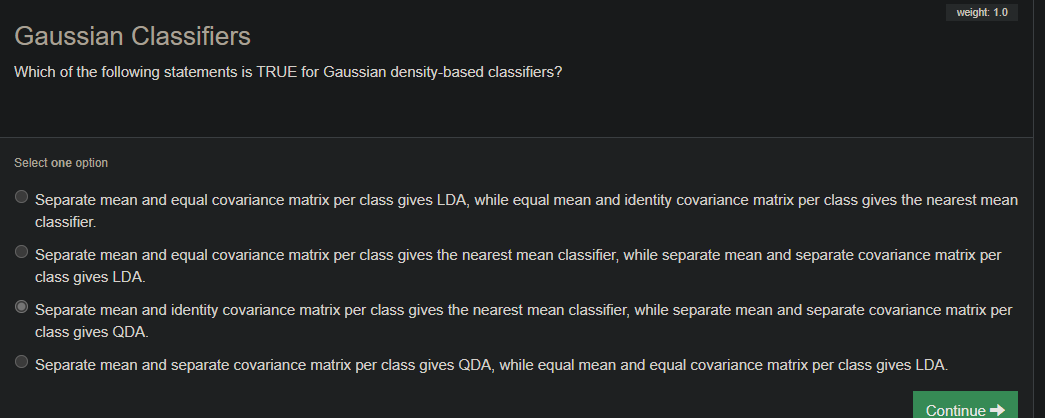 weight: 1.0
Gaussian Classifiers
Which of the following statements is TRUE for Gaussian density-based classifiers?
Select one option
Separate mean and equal covariance matrix per class gives LDA, while equal mean and identity covariance matrix per class gives the nearest mean
classifier.
Separate mean and equal covariance matrix per class gives the nearest mean classifier, while separate mean and separate covariance matrix per
class gives LDA.
Separate mean and identity covariance matrix per class gives the nearest mean classifier, while separate mean and separate covariance matrix per
class gives QDA.
Separate mean and separate covariance matrix per class gives QDA, while equal mean and equal covariance matrix per class gives LDA.
Continue